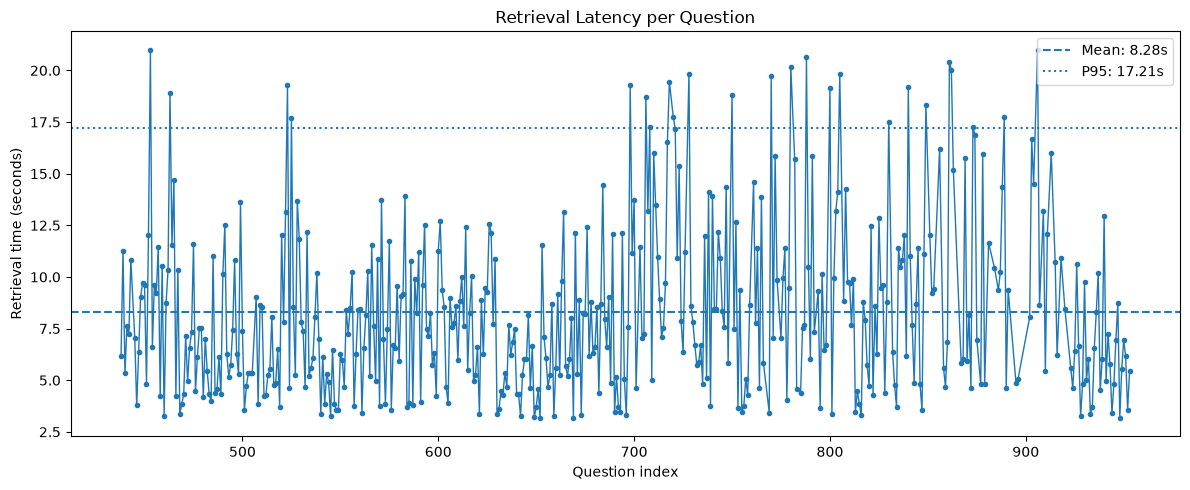 Retrieval Latency per Question
Mean: 8.28s
P95: 17.21s
Retrieval time (seconds)
20.0
17.5
15.0
12.5
10.0
7.5
5.0
2.5
500 600 700 800 900
Question index